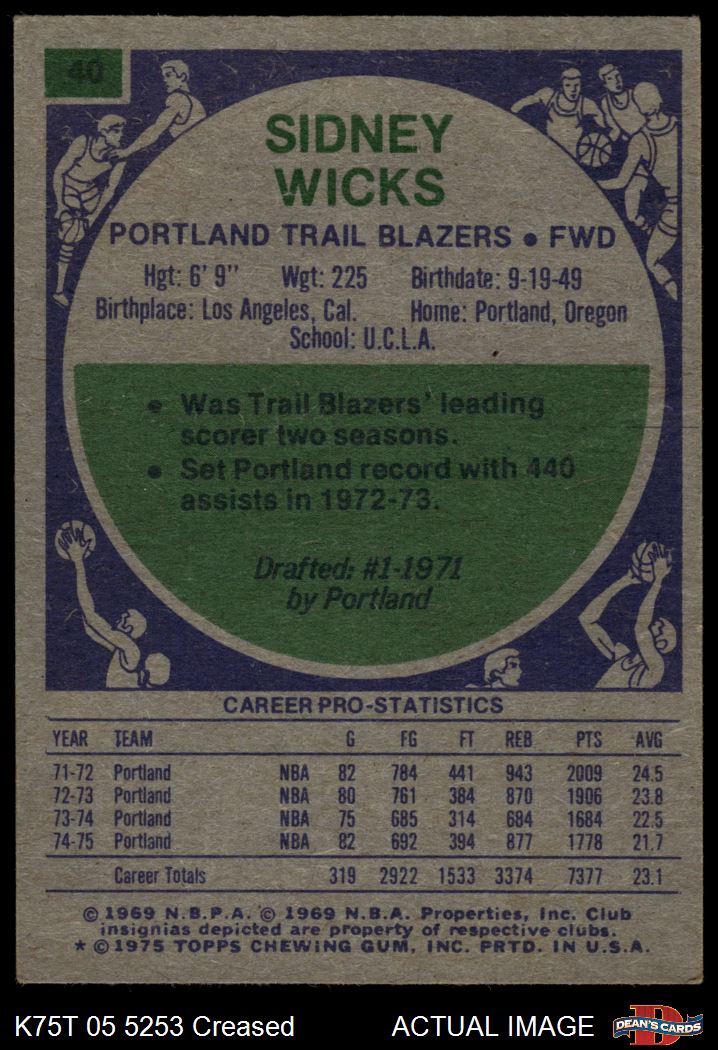 40
SIDNEY
WICKS
PORTLAND TRAIL BLAZERS • FWD
Hgt: 6' 9" Wgt: 225 Birthdate: 9-19-49
Birthplace: Los Angeles, Cal. Home: Portland, Oregon
School: U.C.L.A.
• Was Trail Blazers' leading
scorer two seasons.
• Set Portland record with 440
assists in 1972-73.
Drafted: #1-1971
by Portland
CAREER PRO-STATISTICS
YEAR TEAM G FG FT REB PTS AVG
71-72 Portland NBA 82 784 441 943 2009 24.5
72-73 Portland NBA 80 761 384 870 1906 23.8
73-74 Portland NBA 75 685 314 684 1684 22.5
74-75 Portland NBA 82 692 394 877 1778 21.7
Career Totals 319 2922 1533 3374 7377 23.1
© 1969 N.B.P.A. © 1969 N.B.A. Properties, Inc. Club
insignias depicted are property of respective clubs.
* © 1975 TOPPS CHEWING GUM, INC. PRTD. IN U.S.A.
K75T 05 5253 Creased ACTUAL IMAGE
D
DEAN'S CARDS